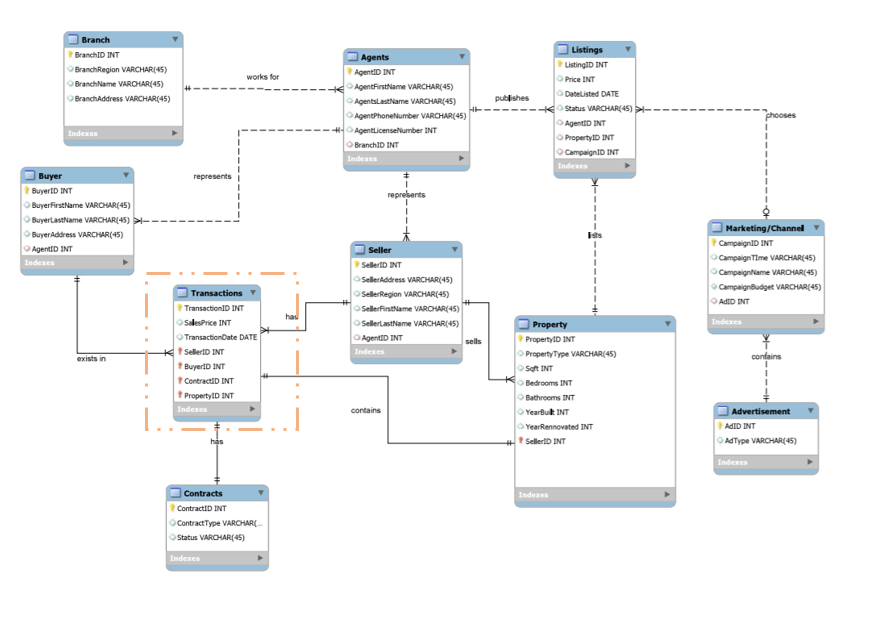 Branch
BranchID INT
BranchRegion VARCHAR(45)
BranchName VARCHAR(45)
BranchAddress VARCHAR(45)
Indexes
works for
Agents
AgentID INT
AgentFirstName VARCHAR(45)
AgentsLastName VARCHAR(45)
AgentPhoneNumber VARCHAR(45)
AgentLicenseNumber INT
BranchID INT
Indexes
publishes
Listings
ListingID INT
Price INT
DateListed DATE
Status VARCHAR(45)
AgentID INT
PropertyID INT
CampaignID INT
Indexes
chooses
represents
Buyer
BuyerID INT
BuyerFirstName VARCHAR(45)
BuyerLastName VARCHAR(45)
BuyerAddress VARCHAR(45)
AgentID INT
Indexes
represents
lists
Marketing/Channel
CampaignID INT
CampaignTIme VARCHAR(45)
CampaignName VARCHAR(45)
CampaignBudget VARCHAR(45)
AdID INT
Indexes
Seller
SellerID INT
SellerAddress VARCHAR(45)
SellerRegion VARCHAR(45)
SellerFirstName VARCHAR(45)
SellerLastName VARCHAR(45)
AgentID INT
Indexes
has
sells
Transactions
TransactionID INT
SalesPrice INT
TransactionDate DATE
SellerID INT
BuyerID INT
ContractID INT
PropertyID INT
Indexes
exists in
contains
Property
PropertyID INT
PropertyType VARCHAR(45)
Sqft INT
Bedrooms INT
Bathrooms INT
YearBuilt INT
YearRennovated INT
SellerID INT
Indexes
contains
Advertisement
AdID INT
AdType VARCHAR(45)
Indexes
has
Contracts
ContractID INT
ContractType VARCHAR(...
Status VARCHAR(45)
Indexes